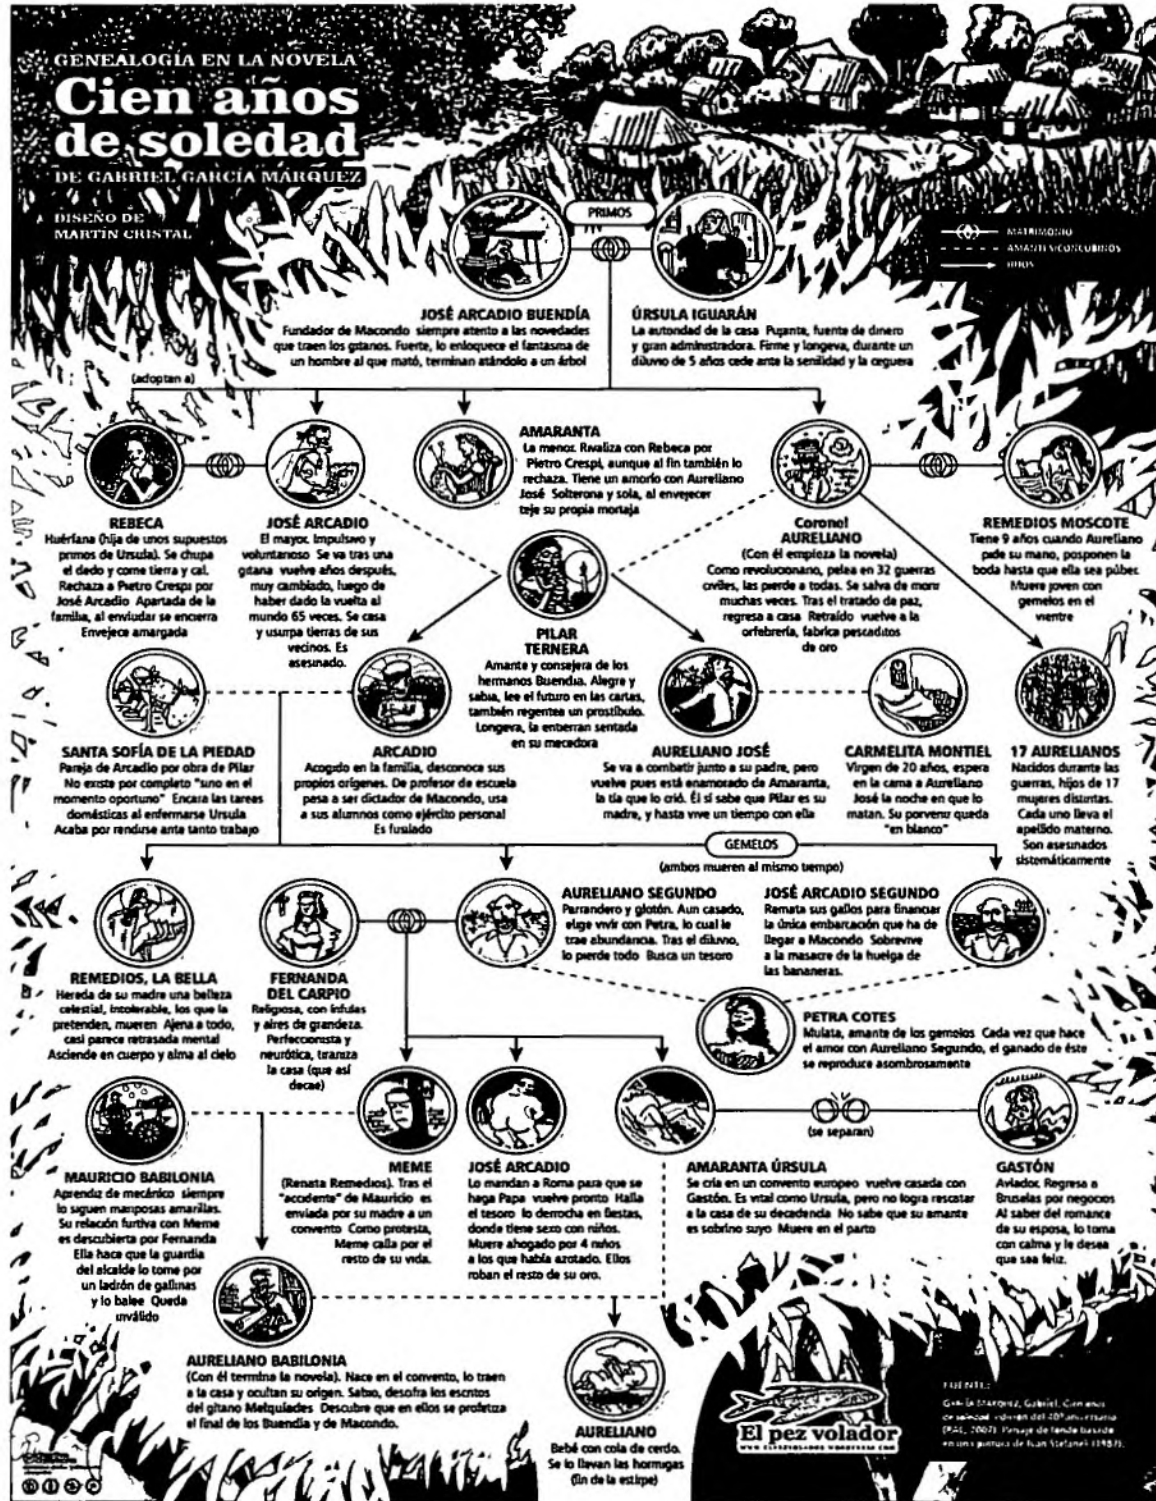 GENEALOGÍA EN LA NOVELA
Cien años
de soledad
DE GABRIEL GARCÍA MÁRQUEZ
DISEÑO DE
MARTÍN CRISTAL
PRIMOS
MATRIMONIO
AMANTES/CONCUBINOS
HIJOS
JOSÉ ARCADIO BUENDÍA
Fundador de Macondo siempre atento a las novedades
que traen los gitanos. Fuerte, lo enloquece el fantasma de
un hombre al que mató, terminan atándolo a un árbol
ÚRSULA IGUARÁN
La autoridad de la casa Pujante, fuente de dinero
y gran administradora. Firme y longeva, durante un
diluvio de 5 años cede ante la senilidad y la ceguera
(adoptan a)
REBECA
Huérfana (hija de unos supuestos
primos de Ursula). Se chupa
el dedo y come tierra y cal.
Rechaza a Pietro Crespi por
José Arcadio Apartada de la
familia, al enviudar se encierra
Envejece amargada
JOSÉ ARCADIO
El mayor. Impulsivo y
voluntarioso Se va tras una
gitana vuelve años después,
muy cambiado, luego de
haber dado la vuelta al
mundo 65 veces. Se casa
y usurpa tierras de sus
vecinos. Es
asesinado.
AMARANTA
La menor. Rivaliza con Rebeca por
Pietro Crespi, aunque al fin también lo
rechaza. Tiene un amorío con Aureliano
José Solterona y sola, al envejecer
teje su propia mortaja
Coronel
AURELIANO
(Con él empieza la novela)
Como revolucionario, pelea en 32 guerras
civiles, las pierde a todas. Se salva de morir
muchas veces. Tras el tratado de paz,
regresa a casa Retraído vuelve a la
orfebrería, fabrica pescaditos
de oro
REMEDIOS MOSCOTE
Tiene 9 años cuando Aureliano
pide su mano, posponen la
boda hasta que ella sea púber.
Muere joven con
gemelos en el
vientre
PILAR
TERNERA
Amante y consejera de los
hermanos Buendia. Alegre y
sabia, lee el futuro en las cartas,
también regentea un prostíbulo.
Longeva, la entierran sentada
en su mecedora
SANTA SOFÍA DE LA PIEDAD
Pareja de Arcadio por obra de Pilar
No existe por completo "sino en el
momento oportuno" Encara las tareas
domésticas al enfermarse Ursula
Acaba por rendirse ante tanto trabajo
ARCADIO
Acogido en la familia, desconoce sus
propios orígenes. De profesor de escuela
pasa a ser dictador de Macondo, usa
a sus alumnos como ejército personal
Es fusilado
AURELIANO JOSÉ
Se va a combatir junto a su padre, pero
vuelve pues está enamorado de Amaranta,
la tía que lo crió. Él sí sabe que Pilar es su
madre, y hasta vive un tiempo con ella
CARMELITA MONTIEL
Virgen de 20 años, espera
en la cama a Aureliano
José la noche en que lo
matan. Su porvenir queda
"en blanco"
17 AURELIANOS
Nacidos durante las
guerras, hijos de 17
mujeres distintas.
Cada uno lleva el
apellido materno.
Son asesinados
sistemáticamente
GEMELOS
(ambos mueren al mismo tiempo)
REMEDIOS, LA BELLA
Hereda de su madre una belleza
celestial, intolerable, los que la
pretenden, mueren Ajena a todo,
casi parece retrasada mental
Asciende en cuerpo y alma al cielo
FERNANDA
DEL CARPIO
Religiosa, con ínfulas
y aires de grandeza.
Perfeccionista y
neurótica, tiraniza
la casa (que así
decae)
AURELIANO SEGUNDO
Parrandero y glotón. Aun casado,
elige vivir con Petra, lo cual le
trae abundancia. Tras el diluvio,
lo pierde todo Busca un tesoro
JOSÉ ARCADIO SEGUNDO
Remata sus gallos para financiar
la única embarcación que ha de
llegar a Macondo Sobrevive
a la masacre de la huelga de
las bananeras.
PETRA COTES
Mulata, amante de los gemelos Cada vez que hace
el amor con Aureliano Segundo, el ganado de éste
se reproduce asombrosamente
(se separan)
MAURICIO BABILONIA
Aprendiz de mecánico siempre
lo siguen mariposas amarillas.
Su relación furtiva con Meme
es descubierta por Fernanda
Ella hace que la guardia
del alcalde lo tome por
un ladrón de gallinas
y lo balee Queda
inválido
MEME
(Renata Remedios). Tras el
"accidente" de Mauricio es
enviada por su madre a un
convento Como protesta,
Meme calla por el
resto de su vida.
JOSÉ ARCADIO
Lo mandan a Roma para que se
haga Papa vuelve pronto Halla
el tesoro lo derrocha en fiestas,
donde tiene sexo con niños.
Muere ahogado por 4 niños
a los que había azotado. Ellos
roban el resto de su oro.
AMARANTA ÚRSULA
Se cría en un convento europeo vuelve casada con
Gastón. Es vital como Ursula, pero no logra rescatar
a la casa de su decadencia No sabe que su amante
es sobrino suyo Muere en el parto
GASTÓN
Aviador. Regresa a
Bruselas por negocios
Al saber del romance
de su esposa, lo toma
con calma y le desea
que sea feliz.
AURELIANO BABILONIA
(Con él termina la novela). Nace en el convento, lo traen
a la casa y ocultan su origen. Sabio, descifra los escritos
del gitano Melquíades Descubre que en ellos se profetiza
el final de los Buendía y de Macondo.
AURELIANO
Bebé con cola de cerdo.
Se lo llevan las hormigas
(fin de la estirpe)
El pez volador
FUENTE:
GARCÍA MÁRQUEZ, Gabriel, Cien años
de soledad edición del 40º aniversario
(RAE, 2007). Paisaje de fondo basado
en una pintura de Juan Stefanel (1987).